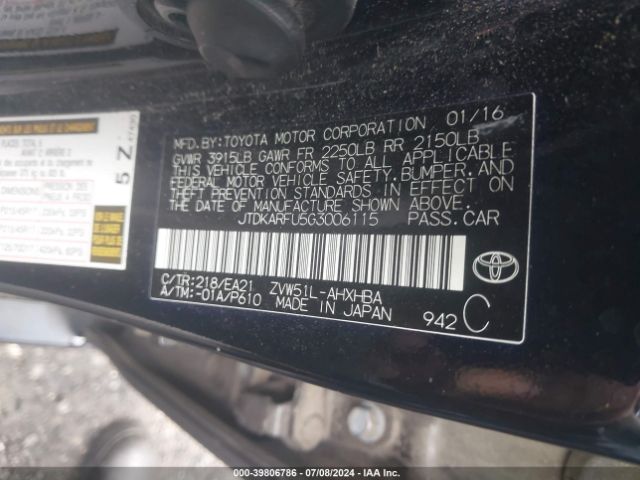 MFD. BY: TOYOTA MOTOR CORPORATION 01/16
GVWR 3915LB GAWR FR 2250LB RR 2150LB
THIS VEHICLE CONFORMS TO ALL APPLICABLE
FEDERAL MOTOR VEHICLE SAFETY, BUMPER, AND
THEFT PREVENTION STANDARDS IN EFFECT ON
THE DATE OF MANUFACTURE SHOWN ABOVE.
JTDKARFU5G3006115 PASS. CAR
C/TR: 218/EA21 ZVW51L-AHXHBA
A/TM: -01A/P610 MADE IN JAPAN
942 C
TOYOTA
5 Z
000-39806786 - 07/08/2024 - IAA Inc.